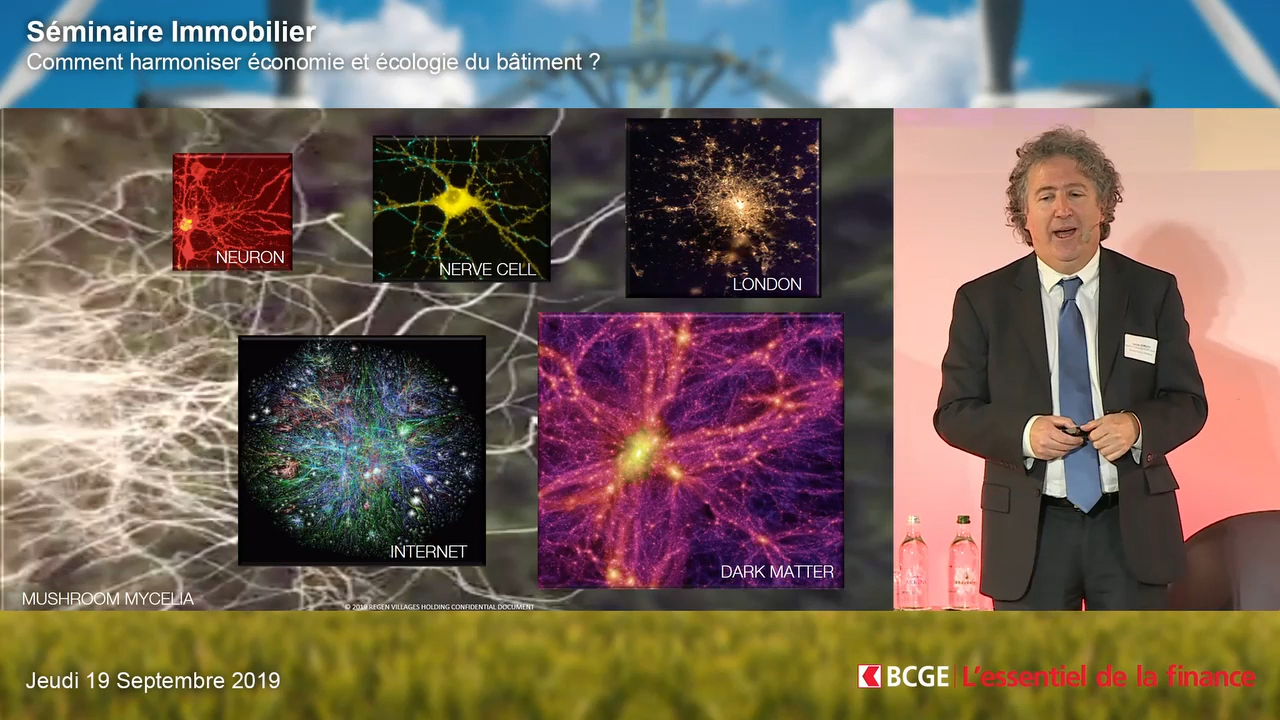 Séminaire Immobilier
Comment harmoniser économie et écologie du bâtiment ?
NEURON
NERVE CELL
LONDON
INTERNET
DARK MATTER
MUSHROOM MYCELIA
© 2019 REGEN VILLAGES HOLDING CONFIDENTIAL DOCUMENT
Jeudi 19 Septembre 2019
BCGE L'essentiel de la finance